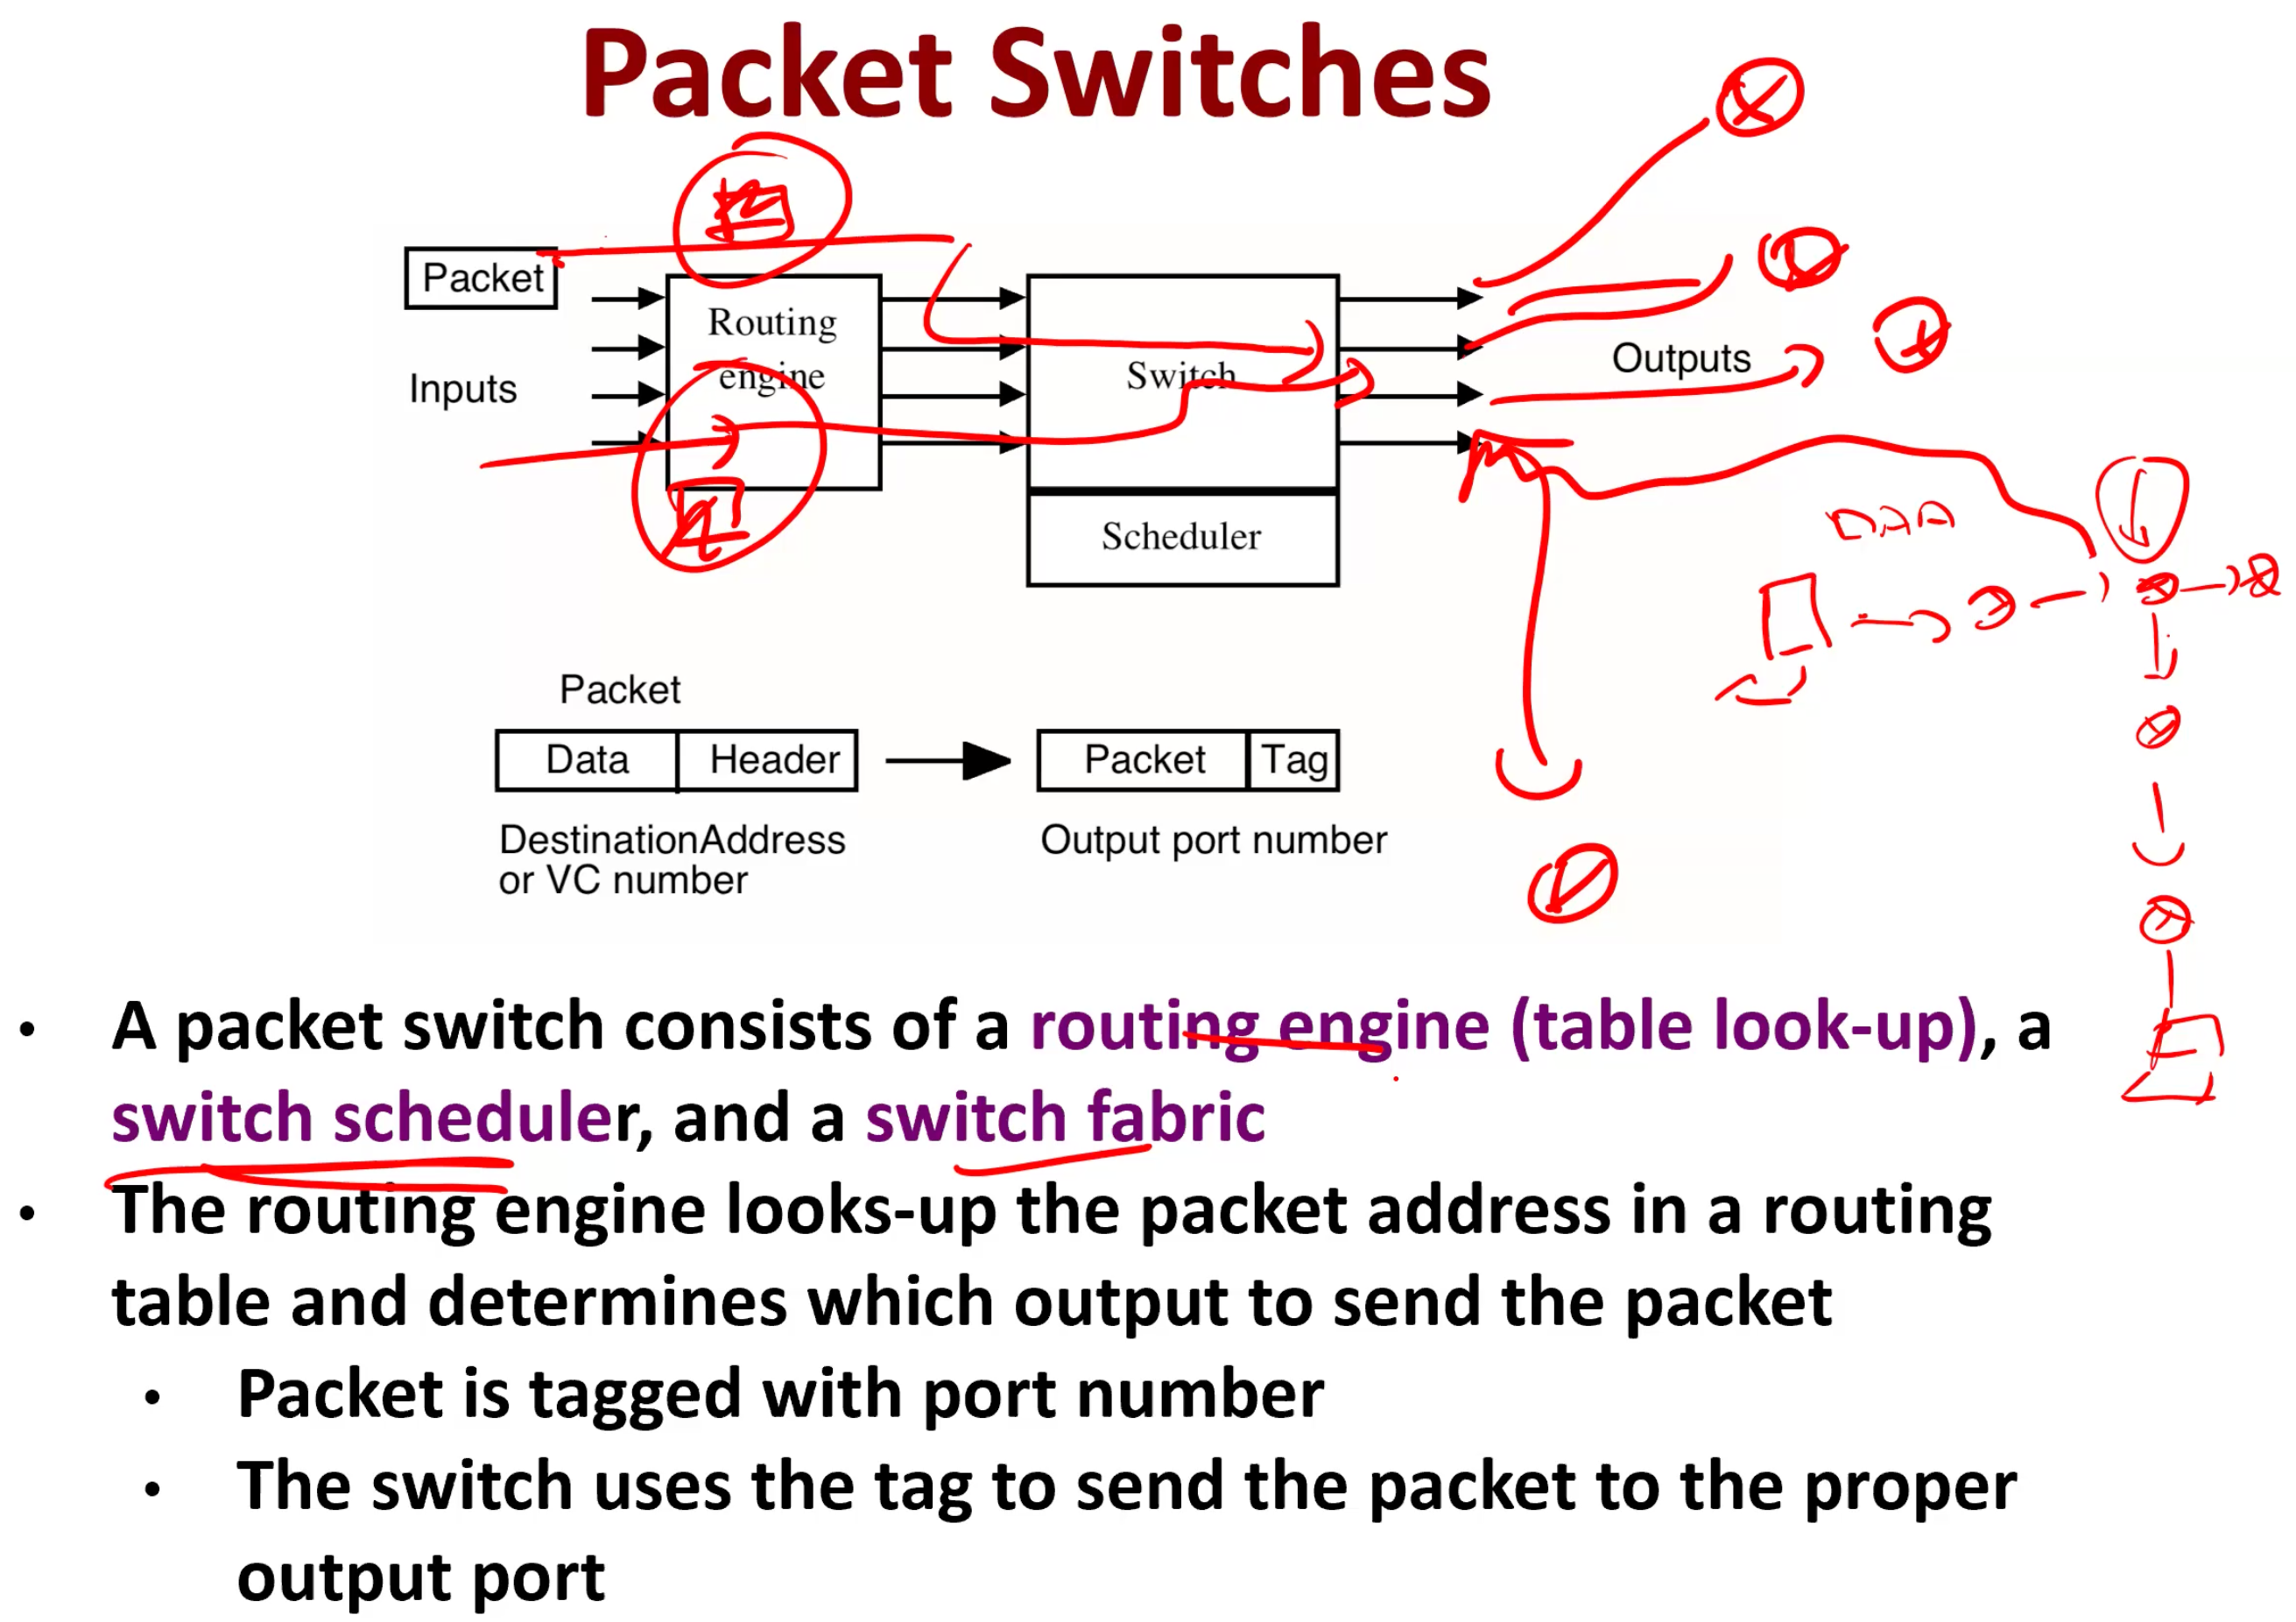 Packet Switches
Packet
Inputs
Routing
engine
Switch
Scheduler
Outputs
Packet
Data
Header
Packet
Tag
DestinationAddress
or VC number
Output port number
• A packet switch consists of a routing engine (table look-up), a
switch scheduler, and a switch fabric
• The routing engine looks-up the packet address in a routing
table and determines which output to send the packet
• Packet is tagged with port number
• The switch uses the tag to send the packet to the proper
output port